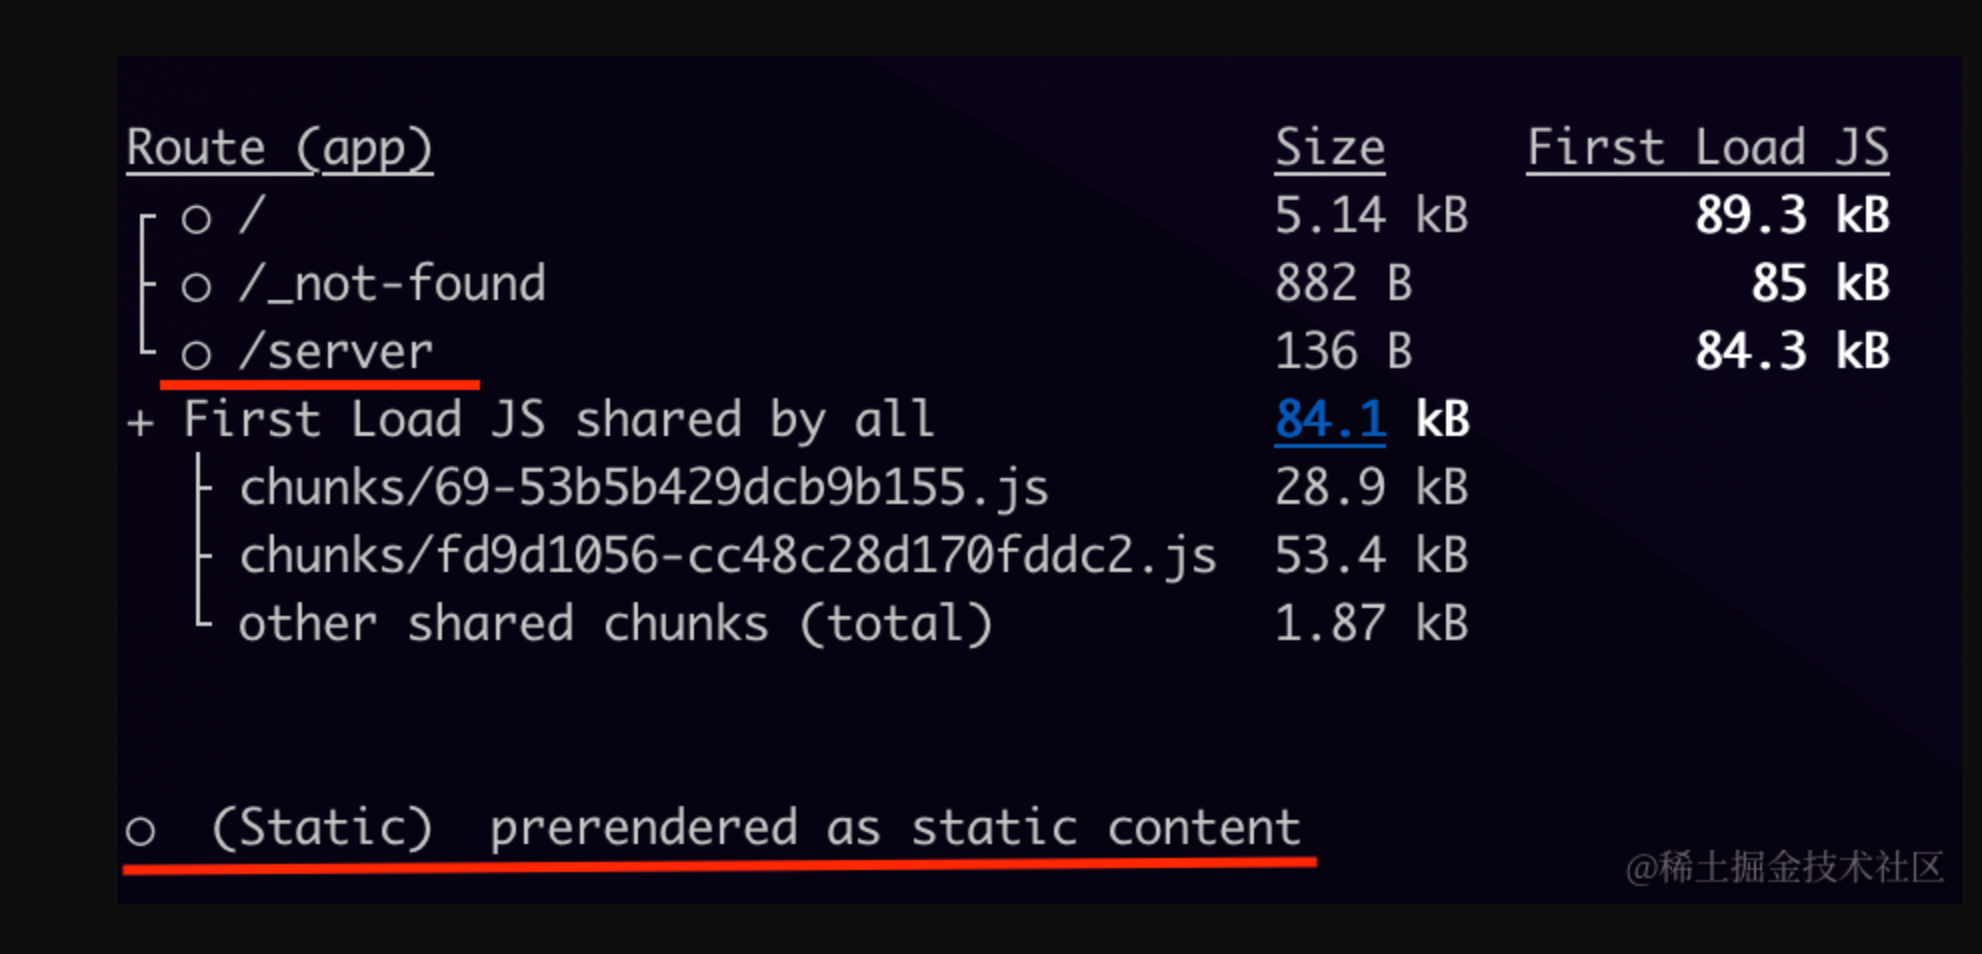 Route (app) Size First Load JS
┌ ○ / 5.14 kB 89.3 kB
├ ○ /_not-found 882 B 85 kB
└ ○ /server 136 B 84.3 kB
+ First Load JS shared by all 84.1 kB
├ chunks/69-53b5b429dcb9b155.js 28.9 kB
├ chunks/fd9d1056-cc48c28d170fddc2.js 53.4 kB
└ other shared chunks (total) 1.87 kB
○ (Static) prerendered as static content
@稀土掘金技术社区